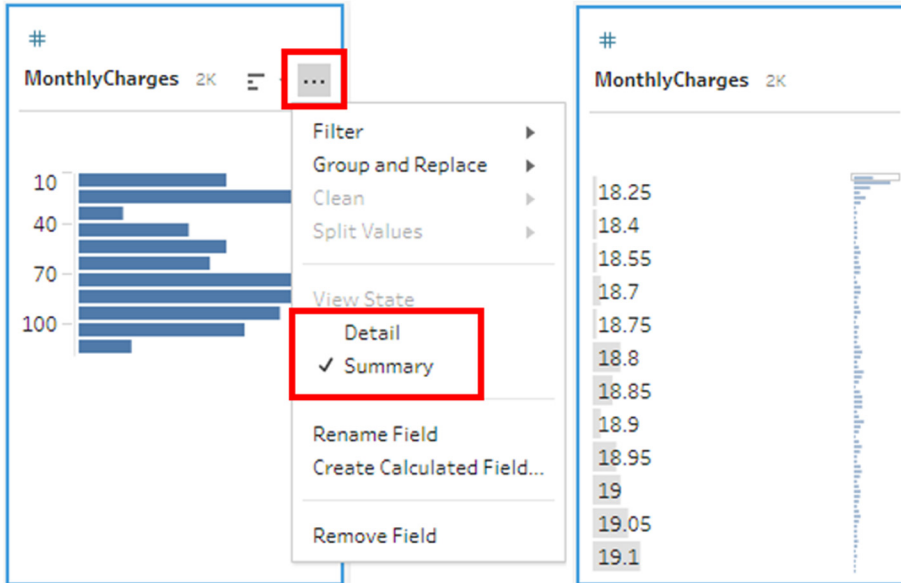 #
MonthlyCharges 2K
...
10
40
70
100
Filter
Group and Replace
Clean
Split Values
View State
Detail
✓ Summary
Rename Field
Create Calculated Field...
Remove Field
#
MonthlyCharges 2K
18.25
18.4
18.55
18.7
18.75
18.8
18.85
18.9
18.95
19
19.05
19.1